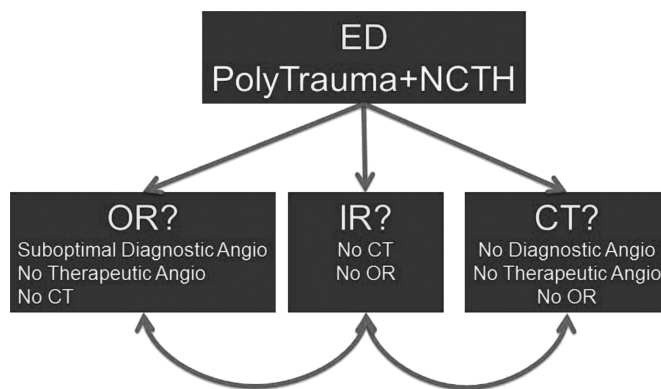 ED
PolyTrauma+NCTH
OR?
Suboptimal Diagnostic Angio
No Therapeutic Angio
No CT
IR?
No CT
No OR
CT?
No Diagnostic Angio
No Therapeutic Angio
No OR